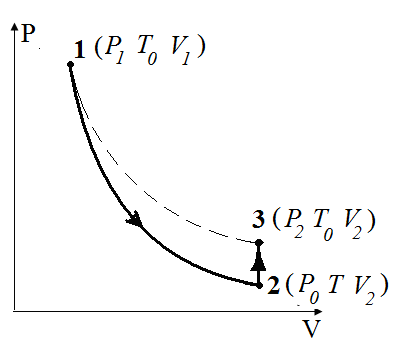 P
1 (P₁ T₀ V₁)
3 (P₂ T₀ V₂)
2 (P₀ T V₂)
V